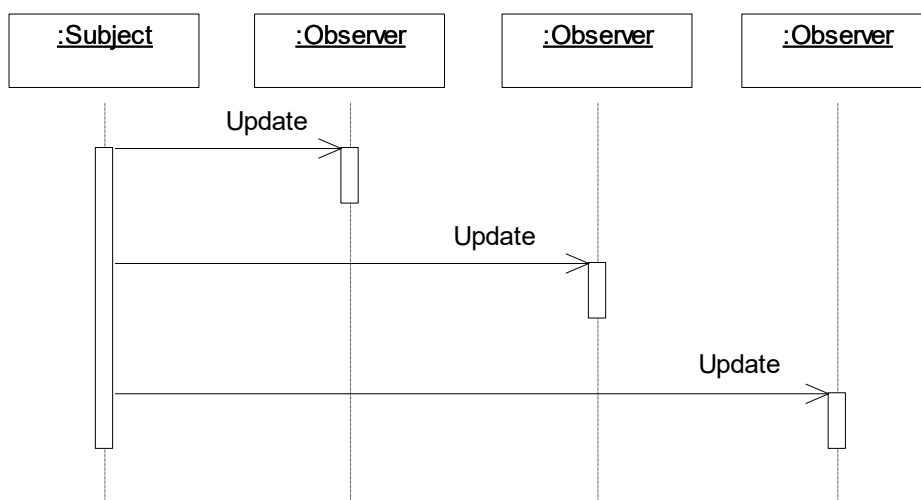 :Subject
:Observer
:Observer
:Observer
Update
Update
Update